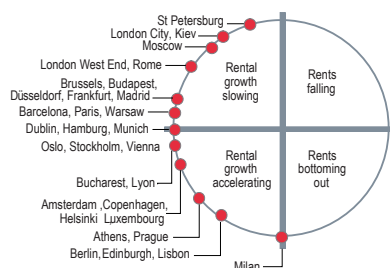 St Petersburg
London City, Kiev
Moscow
London West End, Rome
Brussels, Budapest,
Düsseldorf, Frankfurt, Madrid
Barcelona, Paris, Warsaw
Dublin, Hamburg, Munich
Oslo, Stockholm, Vienna
Bucharest, Lyon
Amsterdam ,Copenhagen,
Helsinki Luxembourg
Athens, Prague
Berlin,Edinburgh, Lisbon
Milan
Rental
growth
slowing
Rents
falling
Rental
growth
accelerating
Rents
bottoming
out